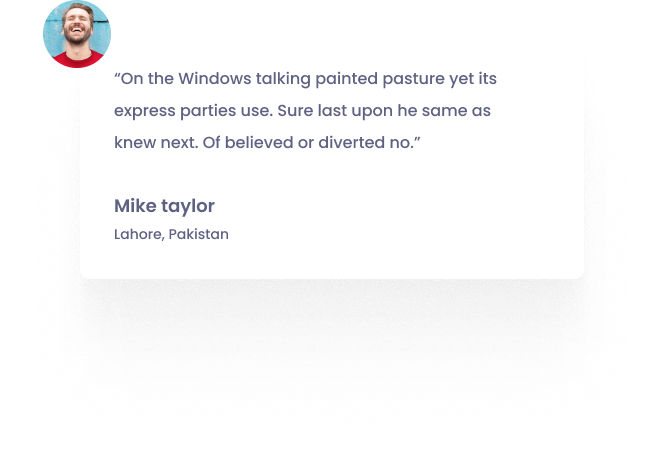 “On the Windows talking painted pasture yet its
express parties use. Sure last upon he same as
knew next. Of believed or diverted no.”
Mike taylor
Lahore, Pakistan